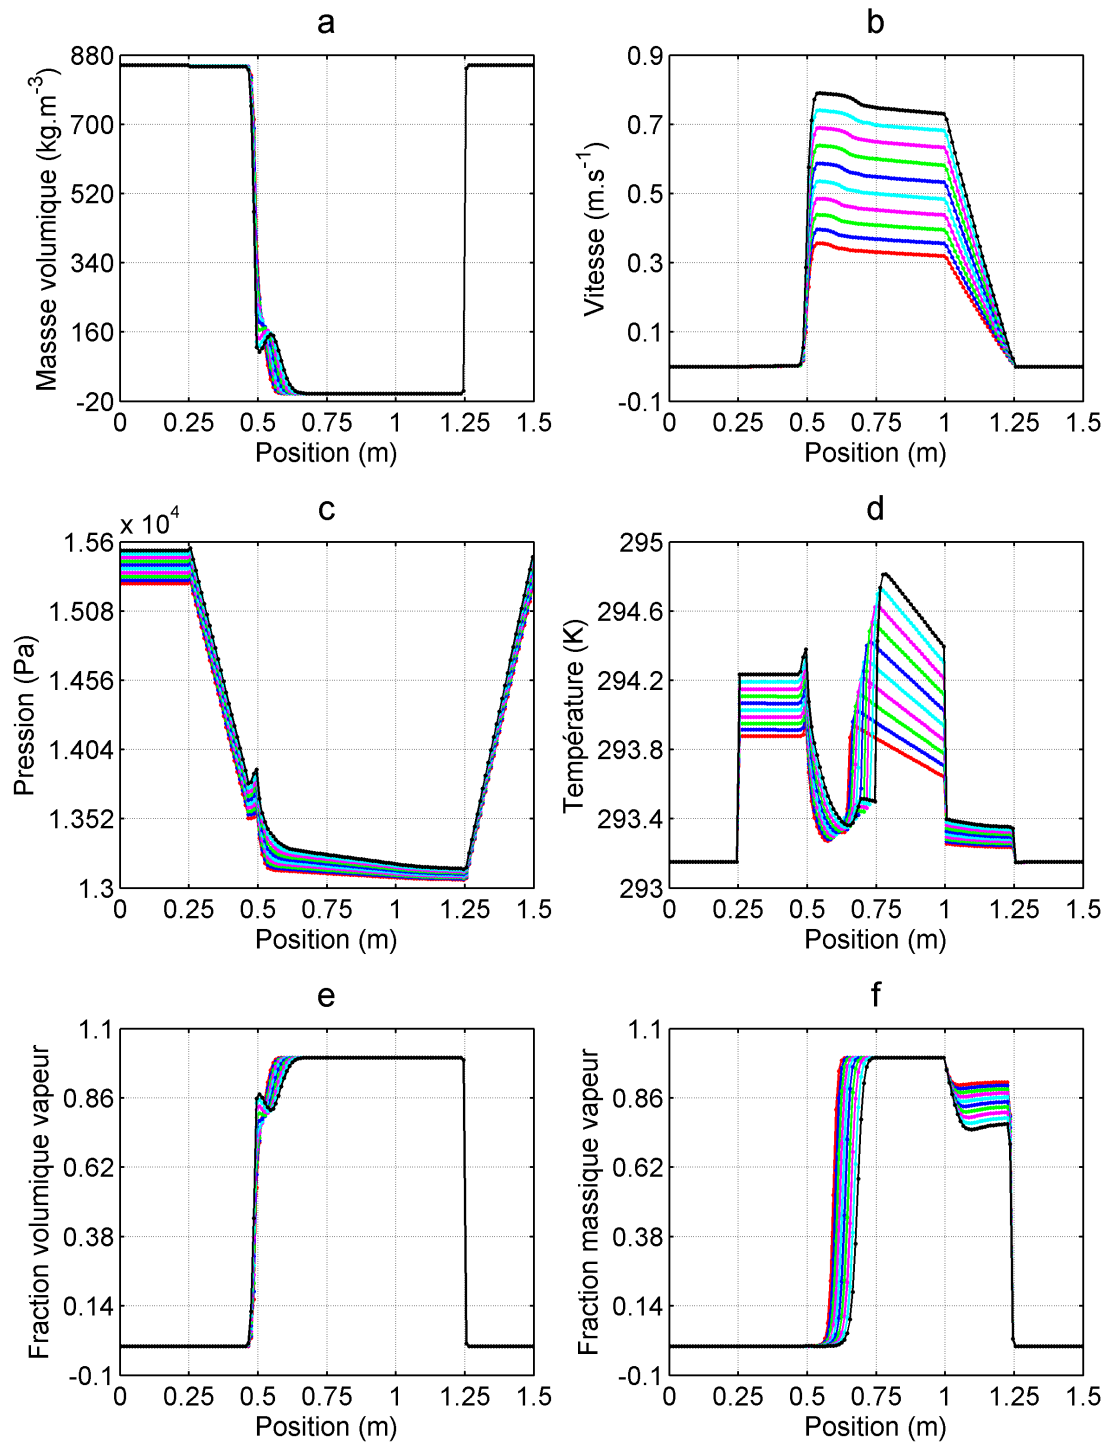 a
880
700
520
340
160
-20
0 0.25 0.5 0.75 1 1.25 1.5
Massse volumique (kg.m-3)
Position (m)
b
0.9
0.7
0.5
0.3
0.1
-0.1
0 0.25 0.5 0.75 1 1.25 1.5
Vitesse (m.s-1)
Position (m)
c
x 10^4
1.56
1.508
1.456
1.404
1.352
1.3
0 0.25 0.5 0.75 1 1.25 1.5
Pression (Pa)
Position (m)
d
295
294.6
294.2
293.8
293.4
293
0 0.25 0.5 0.75 1 1.25 1.5
Température (K)
Position (m)
e
1.1
0.86
0.62
0.38
0.14
-0.1
0 0.25 0.5 0.75 1 1.25 1.5
Fraction volumique vapeur
Position (m)
f
1.1
0.86
0.62
0.38
0.14
-0.1
0 0.25 0.5 0.75 1 1.25 1.5
Fraction massique vapeur
Position (m)